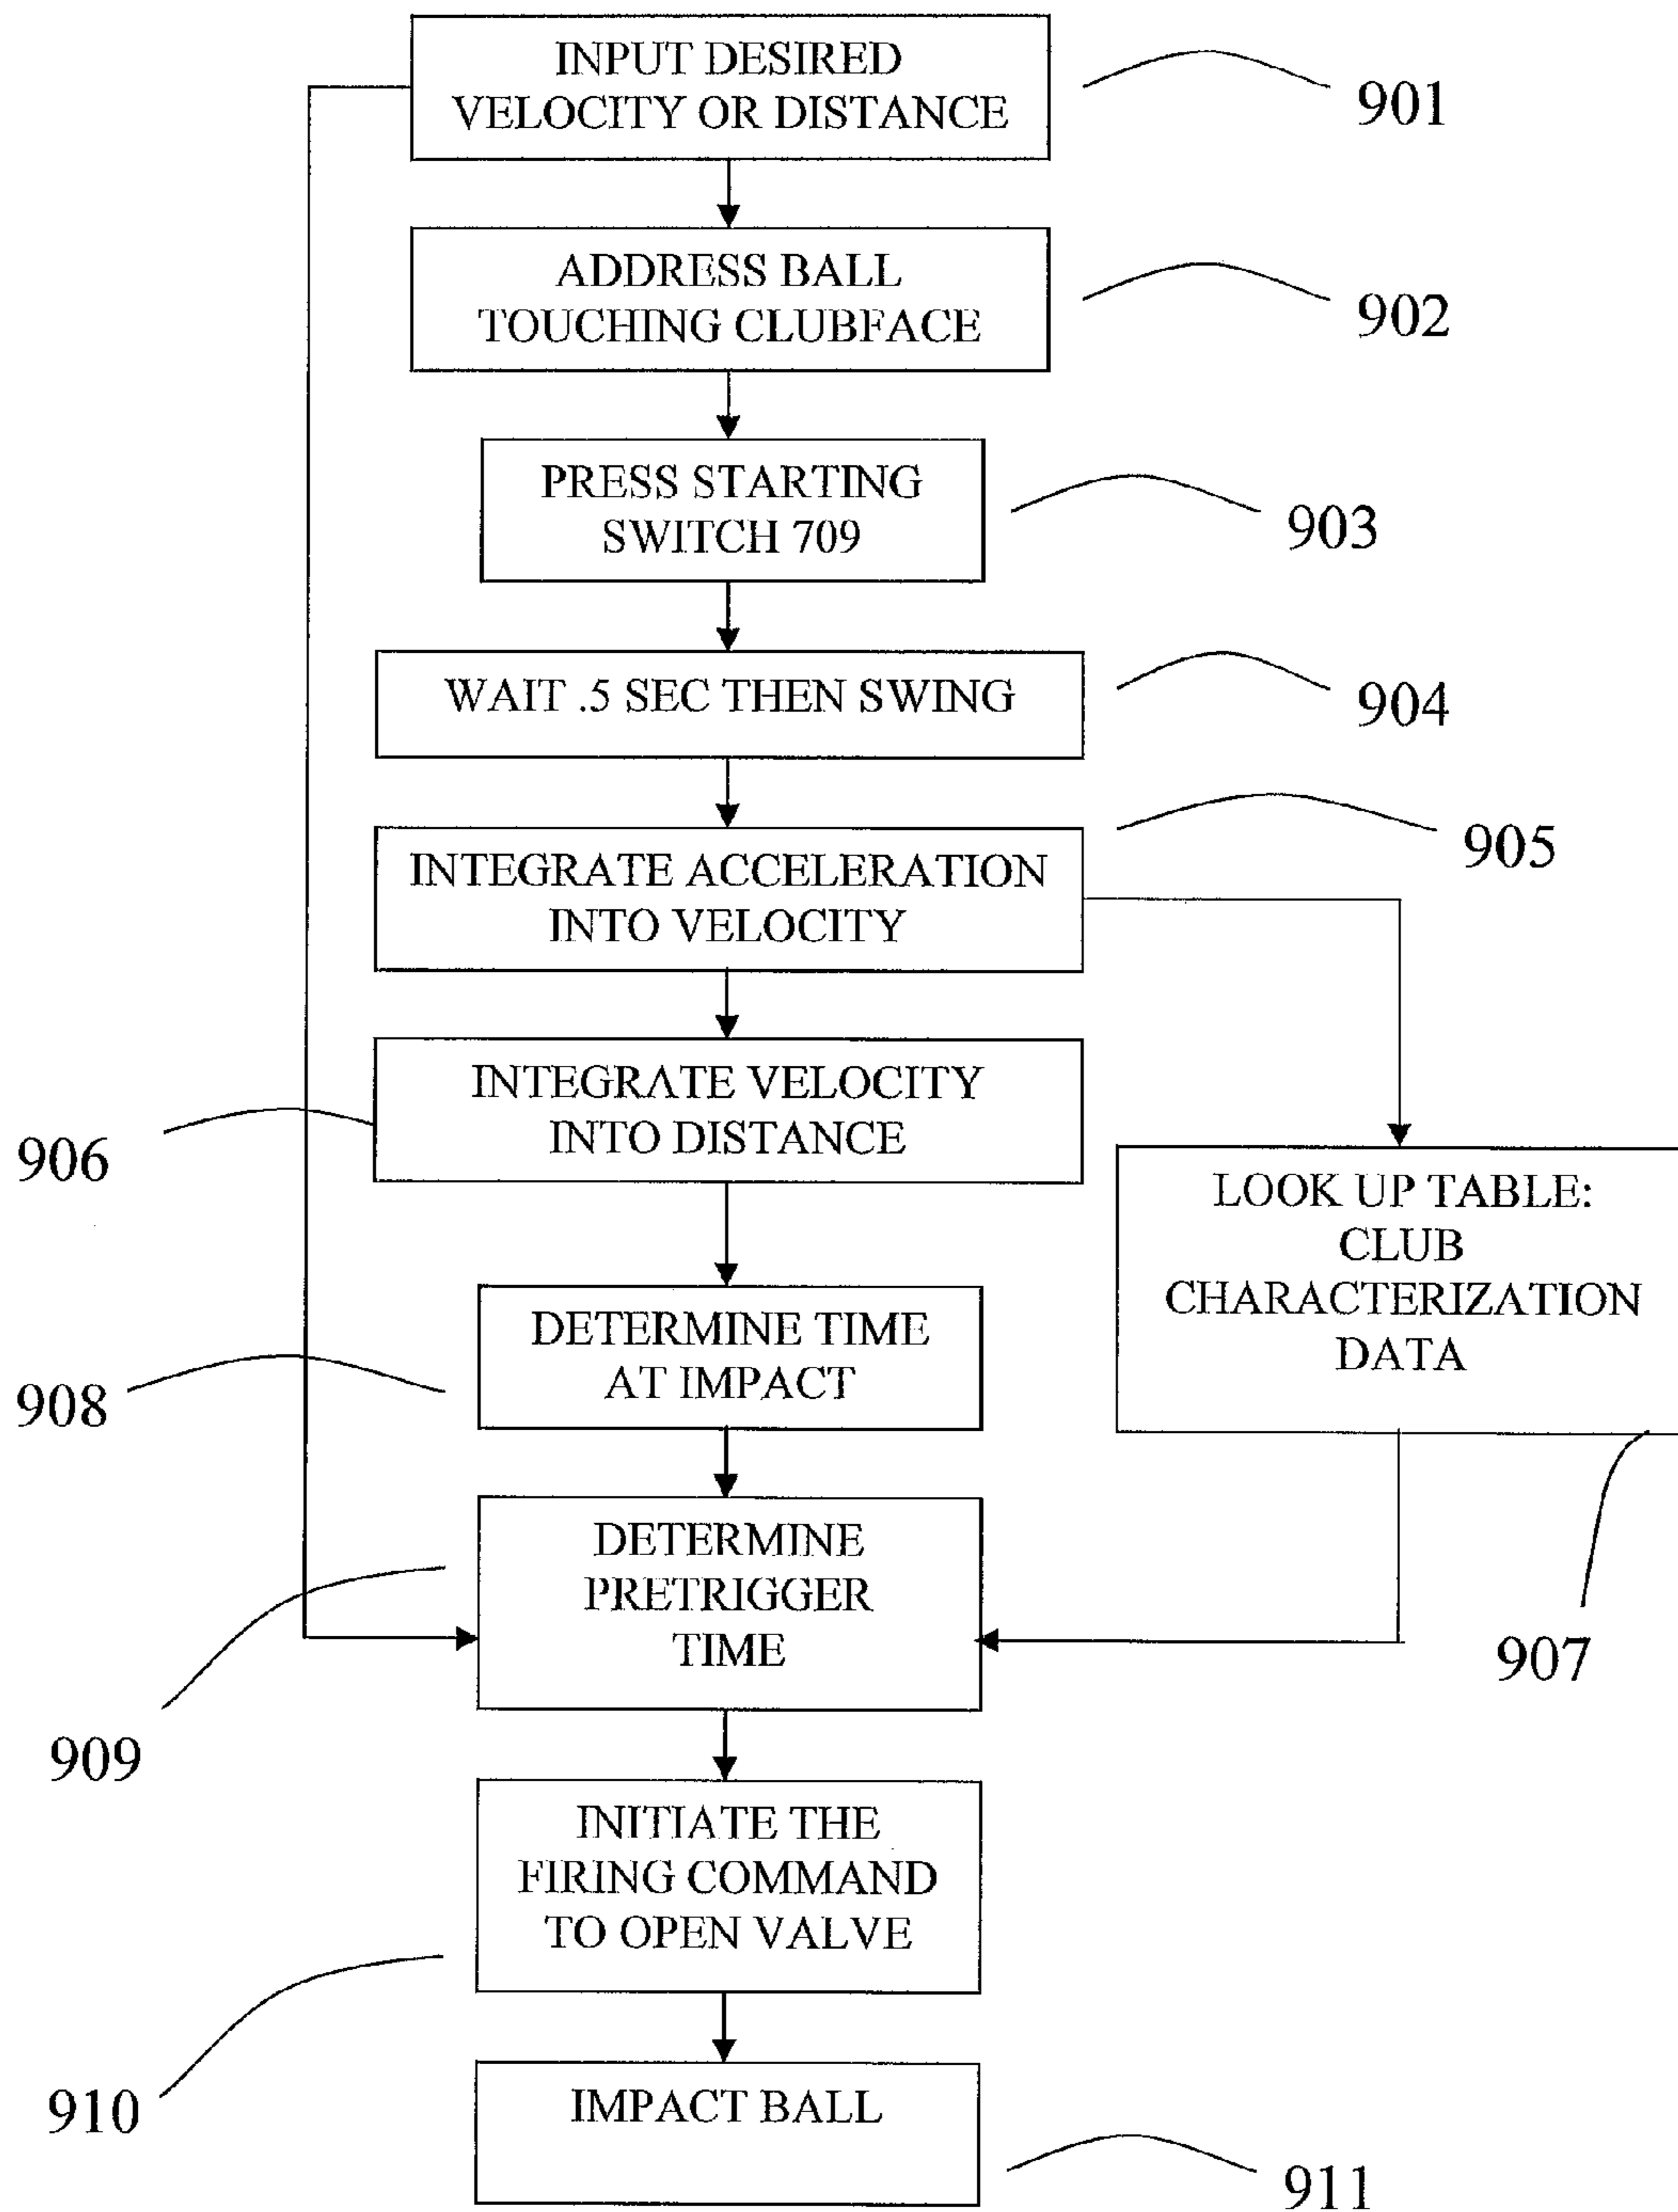 INPUT DESIRED
VELOCITY OR DISTANCE
901
ADDRESS BALL
TOUCHING CLUBFACE
902
PRESS STARTING
SWITCH 709
903
WAIT .5 SEC THEN SWING
904
INTEGRATE ACCELERATION
INTO VELOCITY
905
INTEGRATE VELOCITY
INTO DISTANCE
906
LOOK UP TABLE:
CLUB
CHARACTERIZATION
DATA
907
DETERMINE TIME
AT IMPACT
908
DETERMINE
PRETRIGGER
TIME
909
INITIATE THE
FIRING COMMAND
TO OPEN VALVE
910
IMPACT BALL
911